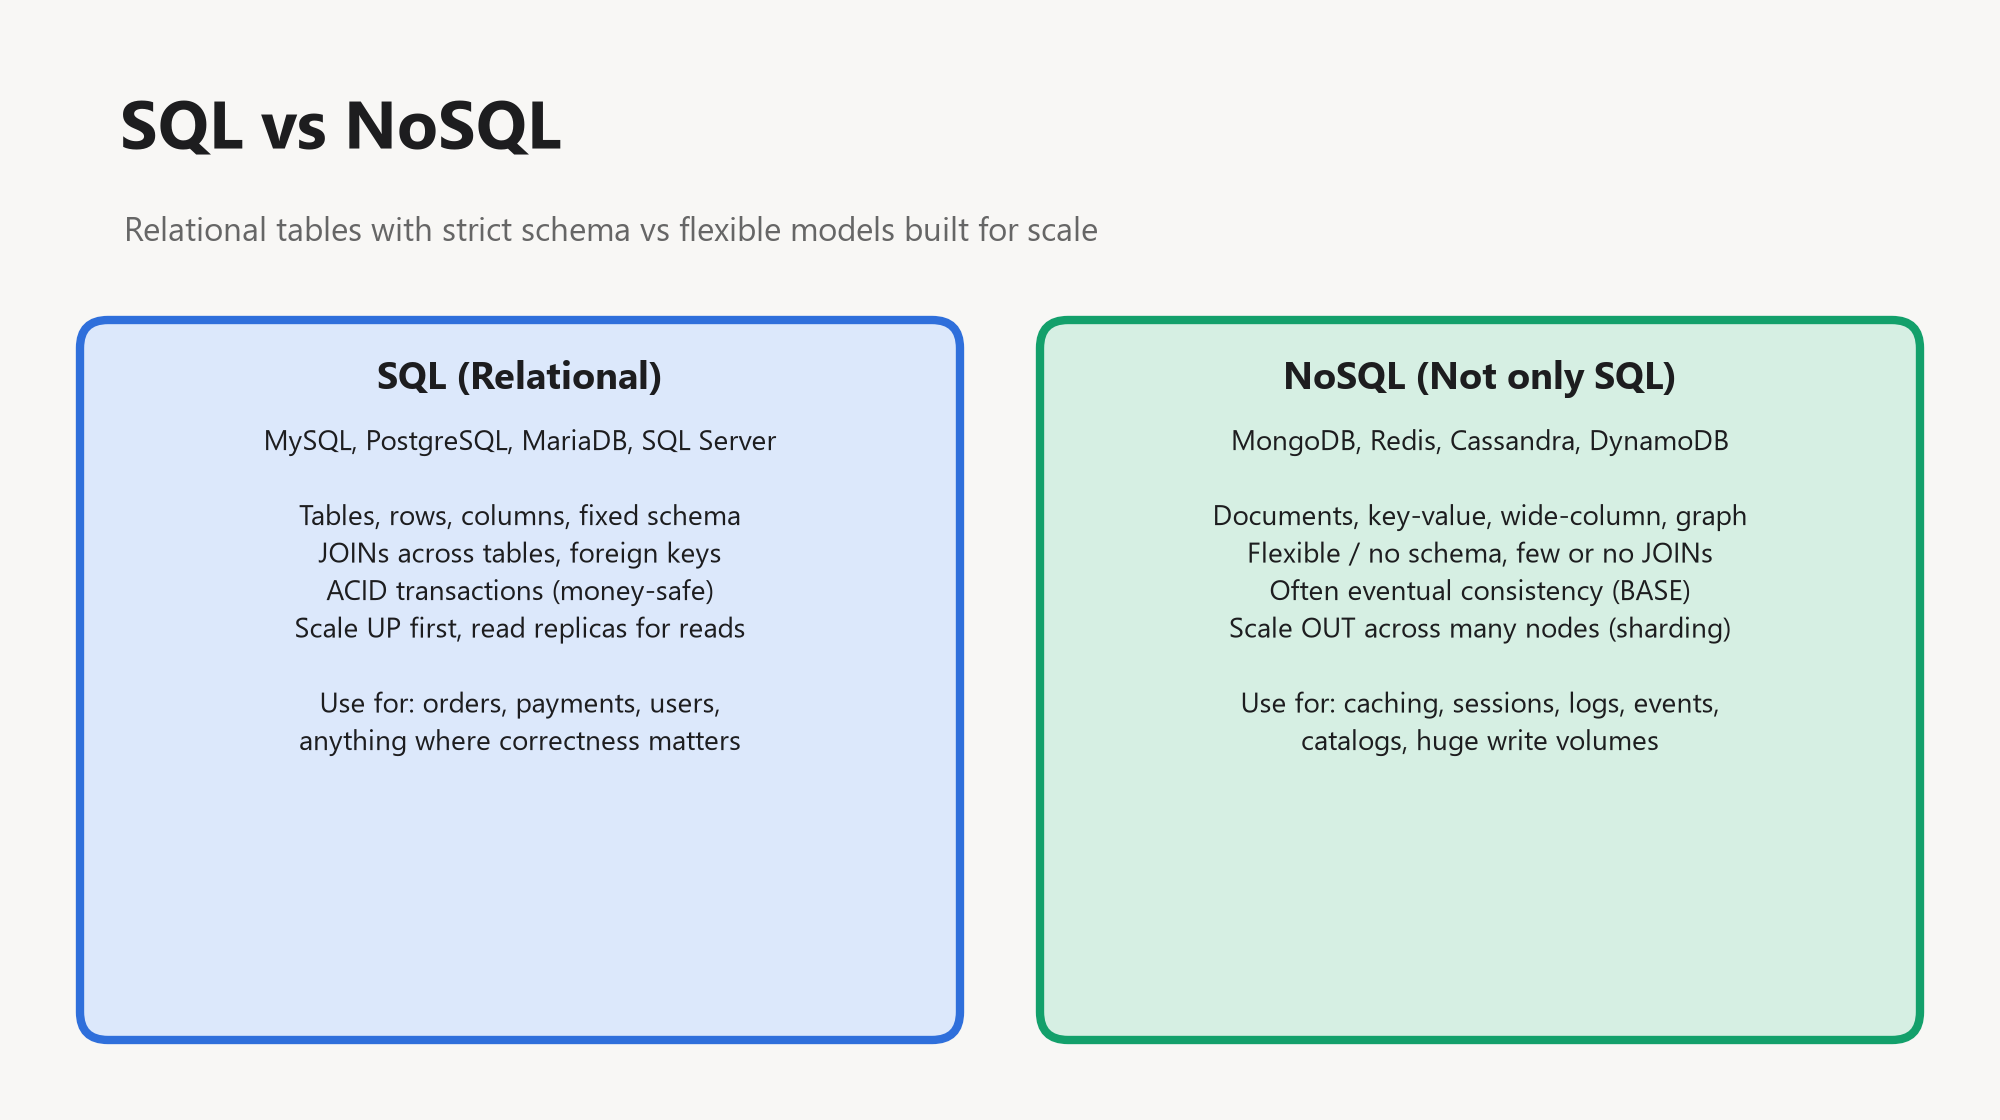 SQL vs NoSQL
Relational tables with strict schema vs flexible models built for scale
SQL (Relational)
MySQL, PostgreSQL, MariaDB, SQL Server
Tables, rows, columns, fixed schema
JOINs across tables, foreign keys
ACID transactions (money-safe)
Scale UP first, read replicas for reads
Use for: orders, payments, users,
anything where correctness matters
NoSQL (Not only SQL)
MongoDB, Redis, Cassandra, DynamoDB
Documents, key-value, wide-column, graph
Flexible / no schema, few or no JOINs
Often eventual consistency (BASE)
Scale OUT across many nodes (sharding)
Use for: caching, sessions, logs, events,
catalogs, huge write volumes